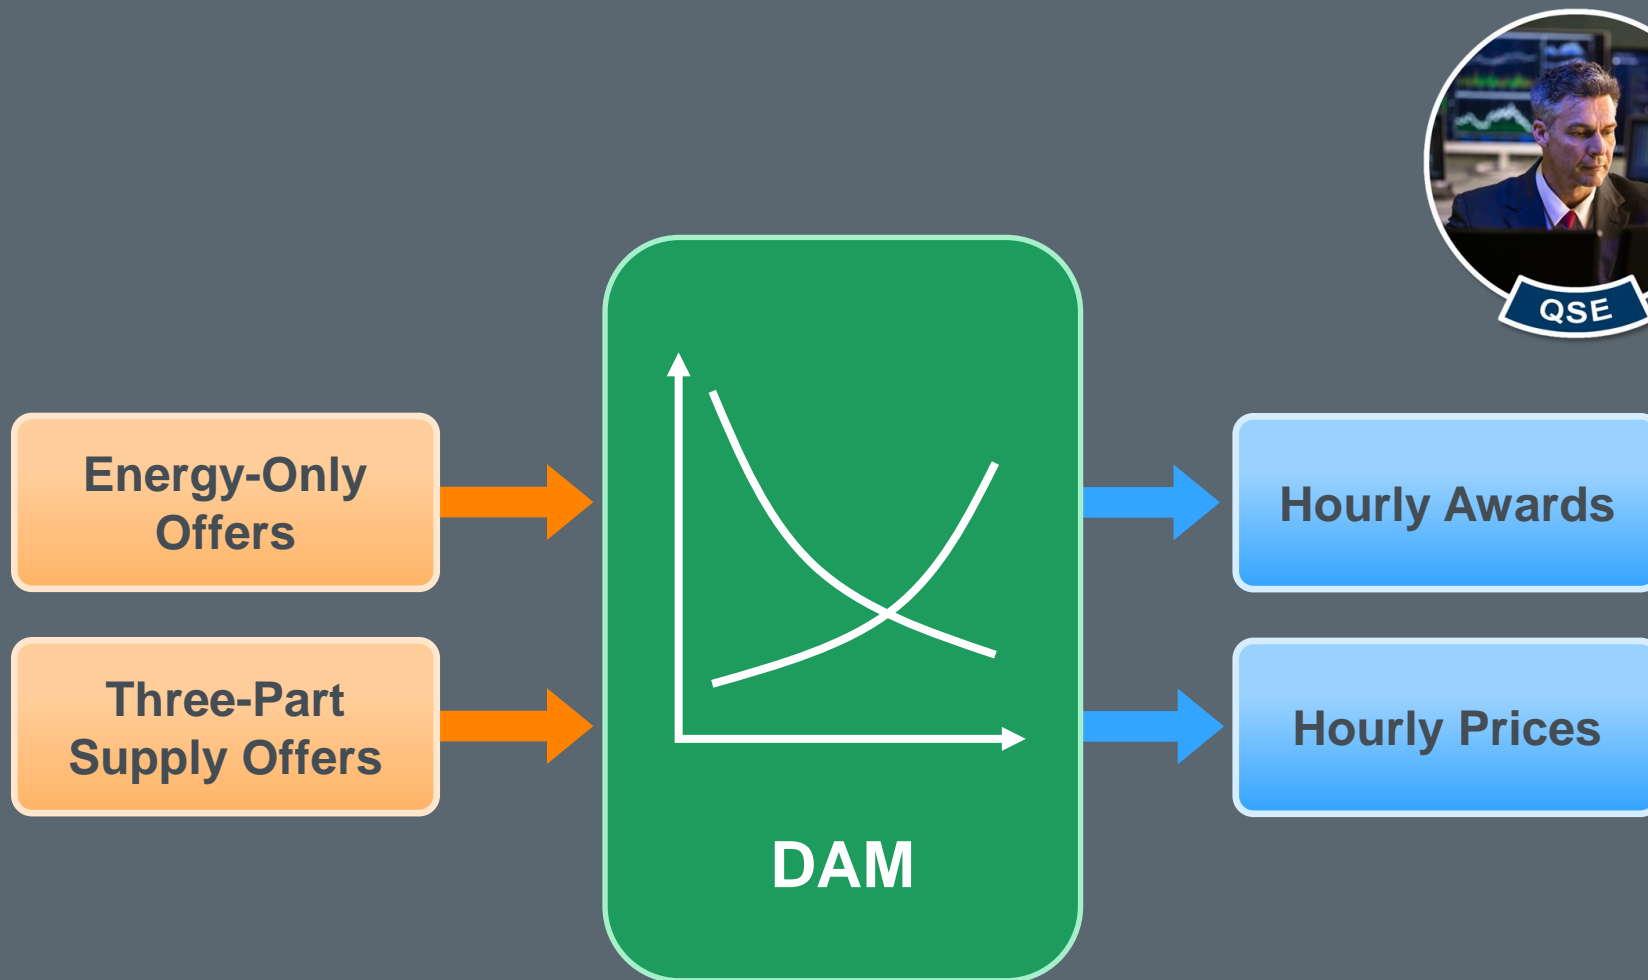 QSE
Energy-Only
Offers
Three-Part
Supply Offers
DAM
Hourly Awards
Hourly Prices